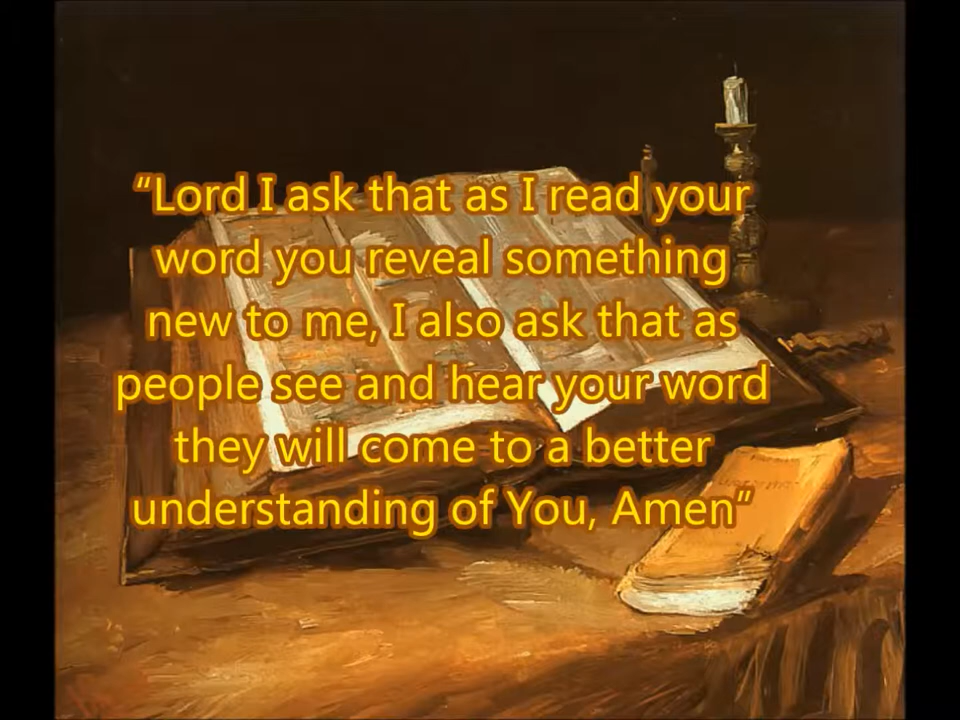 “Lord I ask that as I read your
word you reveal something
new to me, I also ask that as
people see and hear your word
they will come to a better
understanding of You, Amen”